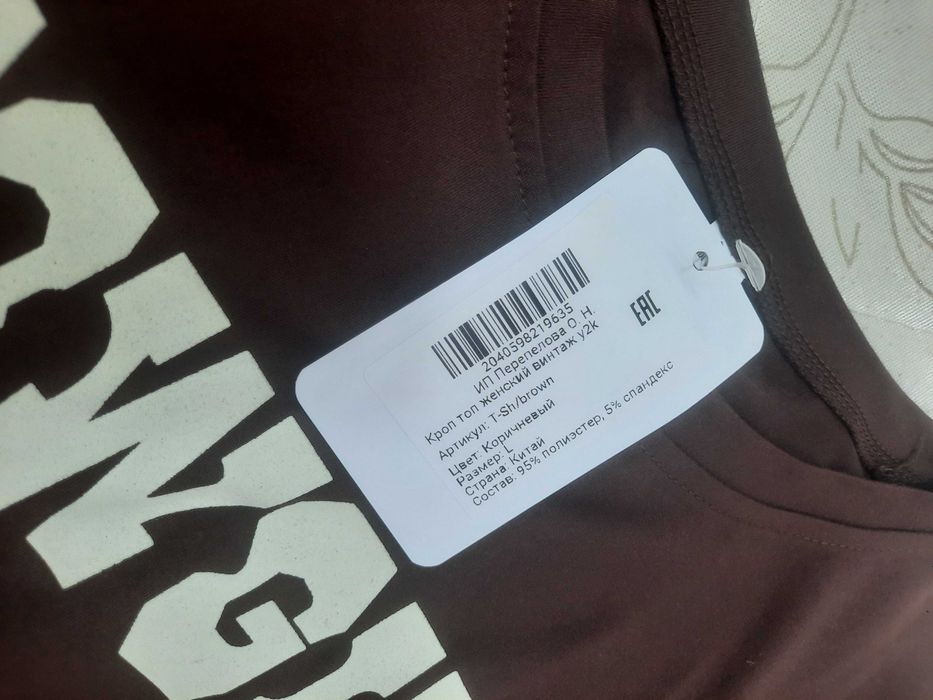 2040598219635
ИП Перепелова О. Н.
Кроп топ женский винтаж y2k
Артикул: T-Sh/brown
Цвет: Коричневый
Размер: L
Страна: Китай
Состав: 95% полиэстер, 5% спандекс
EAC